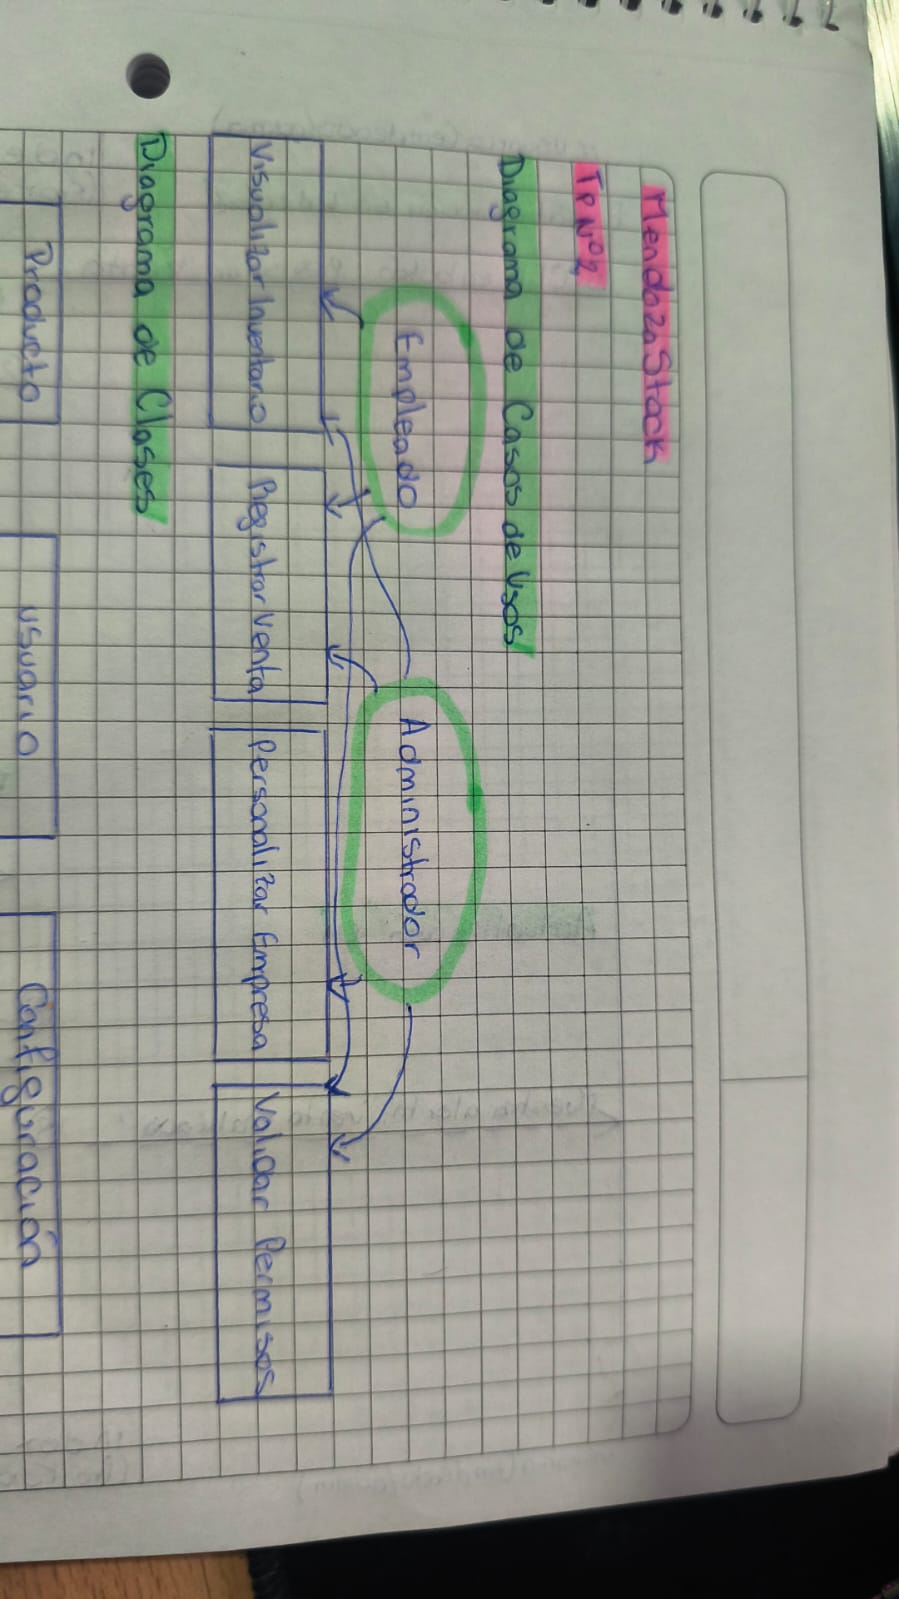 MendozaStock
TP N°2
Diagrama de Casos de Usos
Empleado Administrador
Visualizar Inventario Registrar Venta Personalizar Empresa Validar Permisos
Diagrama de Clases
Producto usuario Configuración